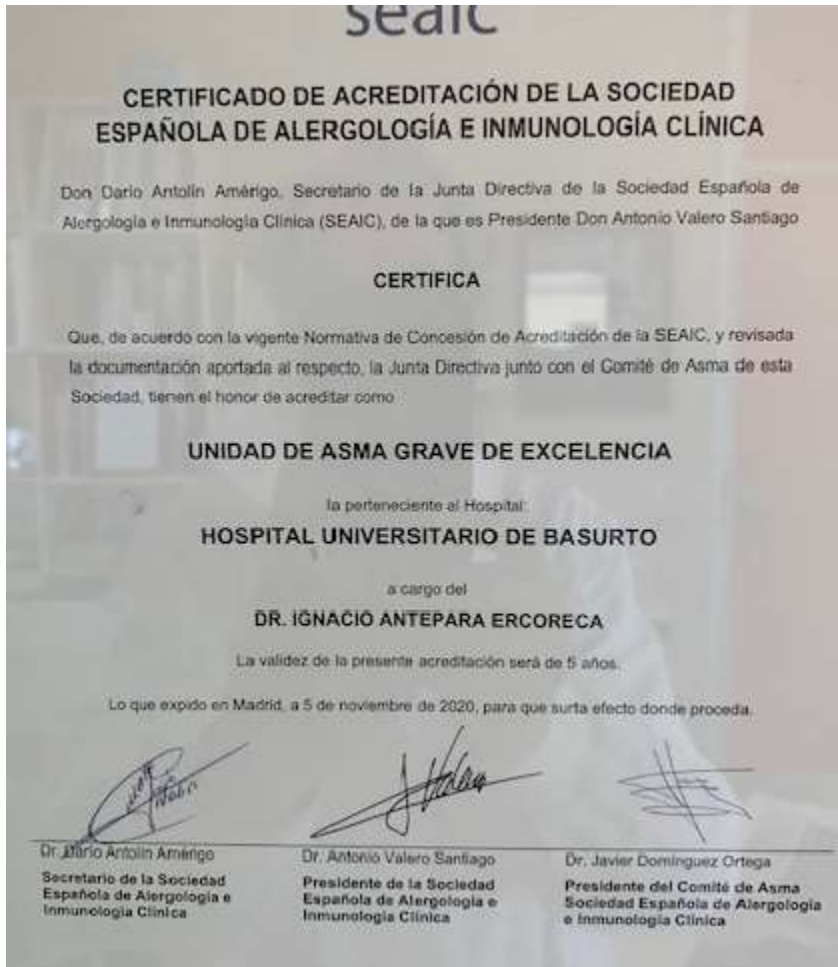 seaic
CERTIFICADO DE ACREDITACIÓN DE LA SOCIEDAD
ESPAÑOLA DE ALERGOLOGÍA E INMUNOLOGÍA CLÍNICA
Don Darío Antolín Amérigo, Secretario de la Junta Directiva de la Sociedad Española de
Alergología e Inmunología Clínica (SEAIC), de la que es Presidente Don Antonio Valero Santiago
CERTIFICA
Que, de acuerdo con la vigente Normativa de Concesión de Acreditación de la SEAIC, y revisada
la documentación aportada al respecto, la Junta Directiva junto con el Comité de Asma de esta
Sociedad, tienen el honor de acreditar como
UNIDAD DE ASMA GRAVE DE EXCELENCIA
la perteneciente al Hospital:
HOSPITAL UNIVERSITARIO DE BASURTO
a cargo del
DR. IGNACIO ANTEPARA ERCORECA
La validez de la presente acreditación será de 5 años.
Lo que expido en Madrid, a 5 de noviembre de 2020, para que surta efecto donde proceda.
Dr. Darío Antolín Amérigo
Secretario de la Sociedad
Española de Alergología e
Inmunología Clínica
Dr. Antonio Valero Santiago
Presidente de la Sociedad
Española de Alergología e
Inmunología Clínica
Dr. Javier Domínguez Ortega
Presidente del Comité de Asma
Sociedad Española de Alergología
e Inmunología Clínica